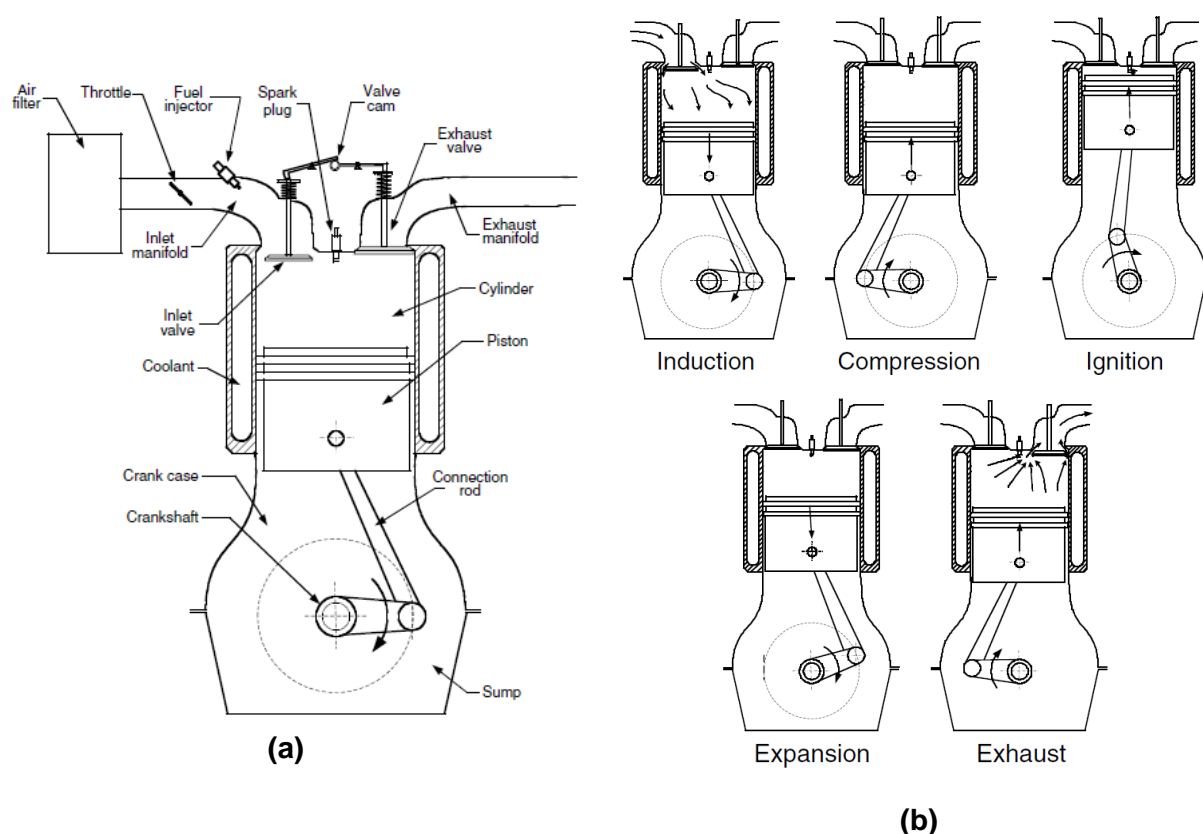 Air
filter
Throttle
Fuel
injector
Spark
plug
Valve
cam
Exhaust
valve
Inlet
manifold
Exhaust
manifold
Inlet
valve
Cylinder
Coolant
Piston
Crank case
Connection
rod
Crankshaft
Sump
(a)
Induction
Compression
Ignition
Expansion
Exhaust
(b)